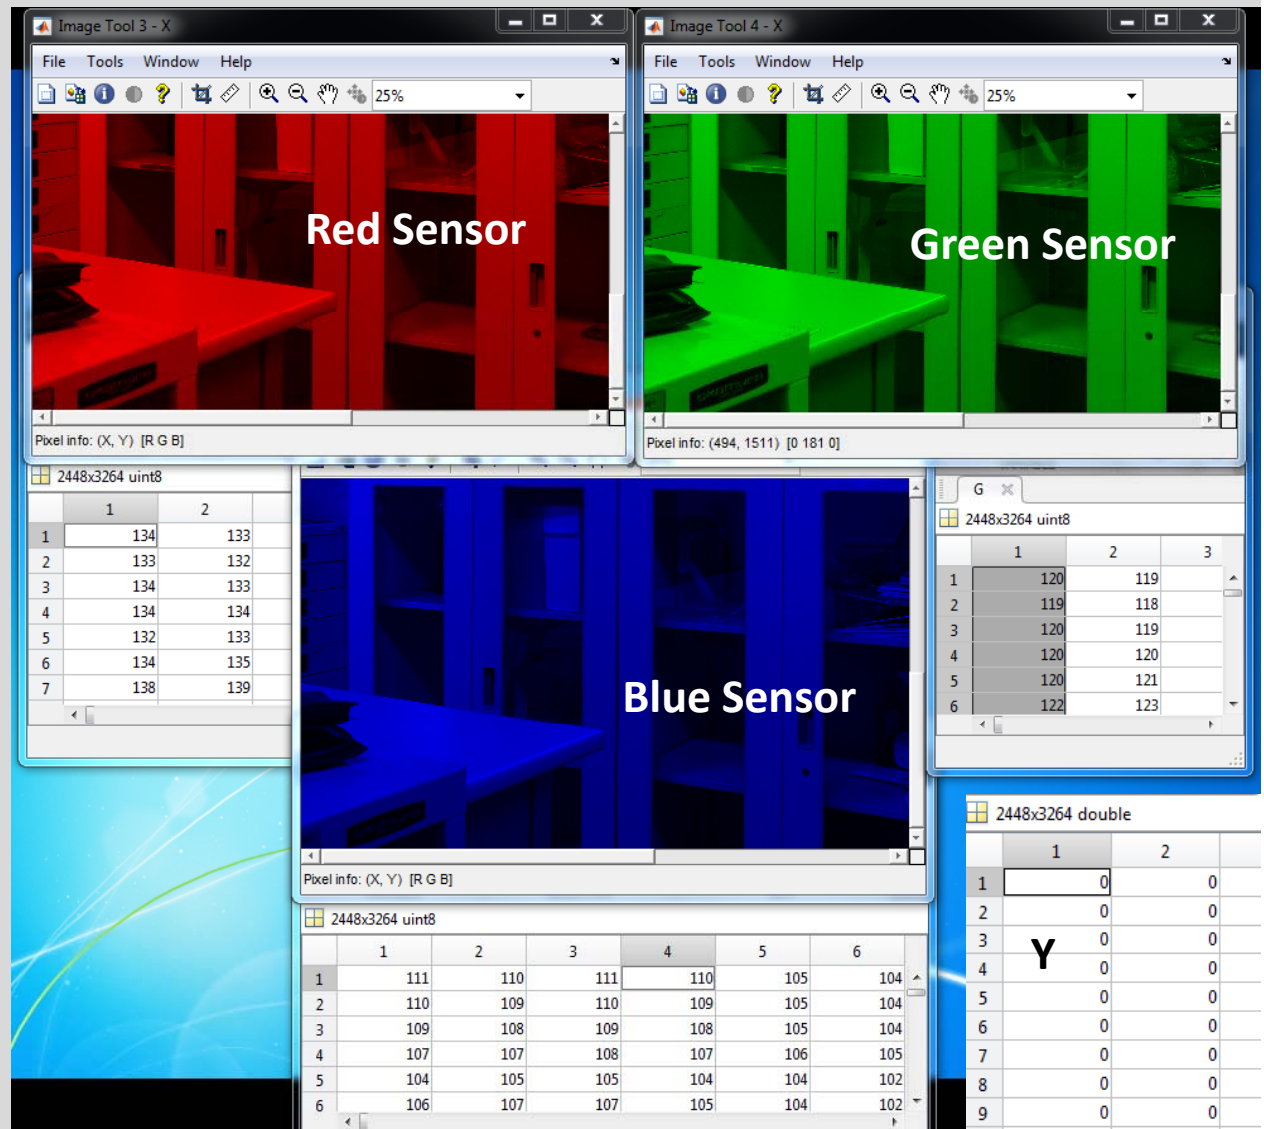 Image Tool 3 - X
File Tools Window Help
25%
Red Sensor
Pixel info: (X, Y) [R G B]
Image Tool 4 - X
File Tools Window Help
25%
Green Sensor
Pixel info: (494, 1511) [0 181 0]
2448x3264 uint8
1 2
1 134 133
2 133 132
3 134 133
4 134 134
5 132 133
6 134 135
7 138 139
Blue Sensor
Pixel info: (X, Y) [R G B]
G
2448x3264 uint8
1 2 3
1 120 119
2 119 118
3 120 119
4 120 120
5 120 121
6 122 123
2448x3264 uint8
1 2 3 4 5 6
1 111 110 111 110 105 104
2 110 109 110 109 105 104
3 109 108 109 108 105 104
4 107 107 108 107 106 105
5 104 105 105 104 104 102
6 106 107 107 105 104 102
2448x3264 double
1 2
1 0 0
2 0 0
3 0 0
4 0 0
5 0 0
6 0 0
7 0 0
8 0 0
9 0 0
Y